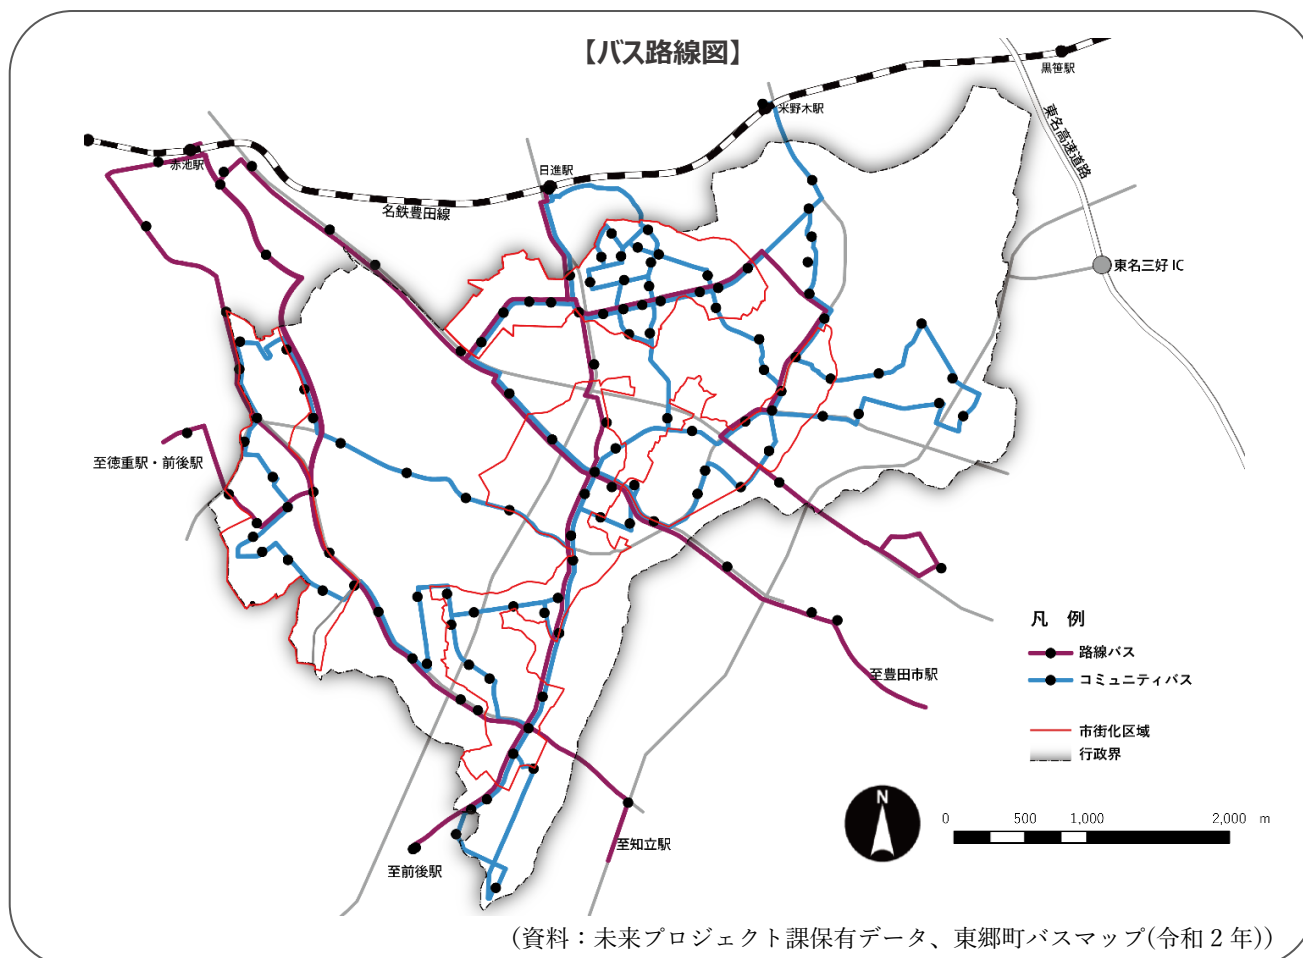 【バス路線図】
黒笹駅
米野木駅
東名高速道路
赤池駅
日進駅
名鉄豊田線
東名三好 IC
至徳重駅・前後駅
凡 例
路線バス
至豊田市駅
コミュニティバス
市街化区域
行政界
N
0 500 1,000 2,000 m
至知立駅
至前後駅
(資料：未来プロジェクト課保有データ、東郷町バスマップ(令和２年))